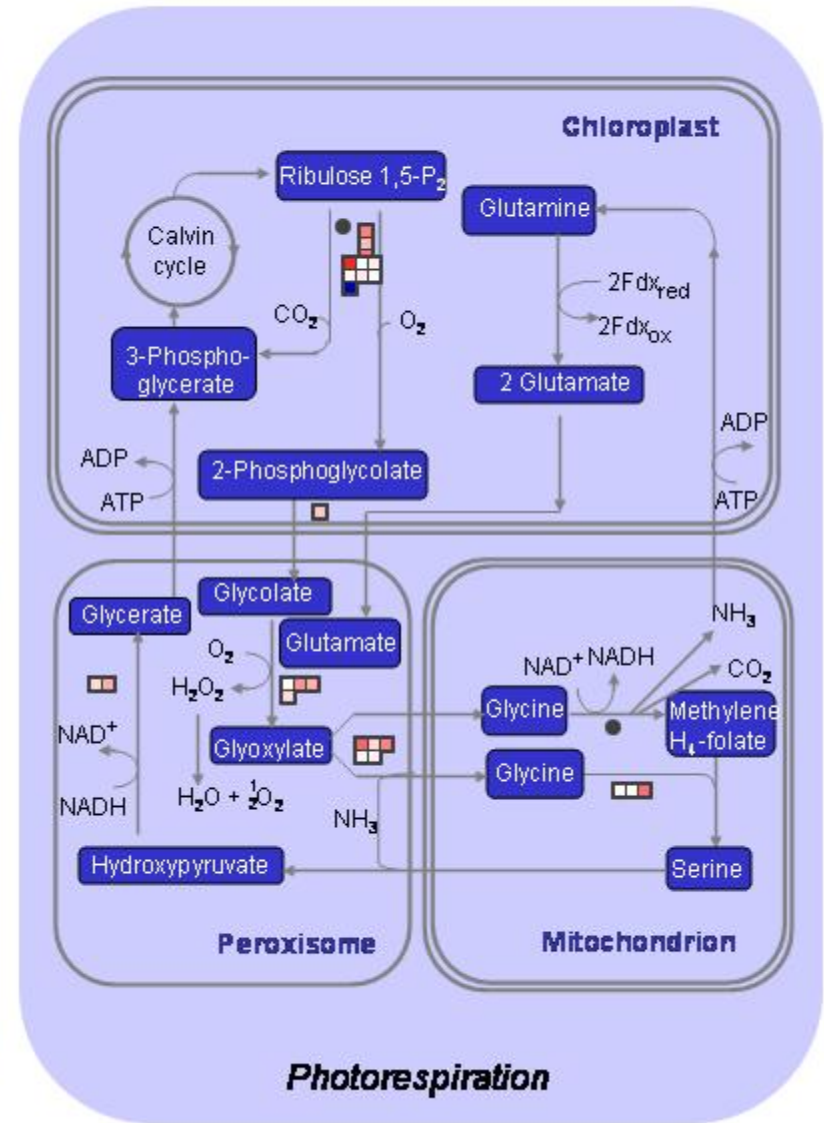 Chloroplast
Ribulose 1,5-P₂
Glutamine
Calvin
cycle
2Fdx_red
CO₂
O₂
2Fdx_ox
3-Phospho-
glycerate
2 Glutamate
ADP
ADP
2-Phosphoglycolate
ATP
ATP
Glycolate
Glycerate
NH₃
Glutamate
O₂
NAD⁺
NADH
CO₂
H₂O₂
Glycine
Methylene
H₄-folate
NAD⁺
Glyoxylate
Glycine
H₂O + ½O₂
NADH
NH₃
Hydroxypyruvate
Serine
Peroxisome
Mitochondrion
Photorespiration